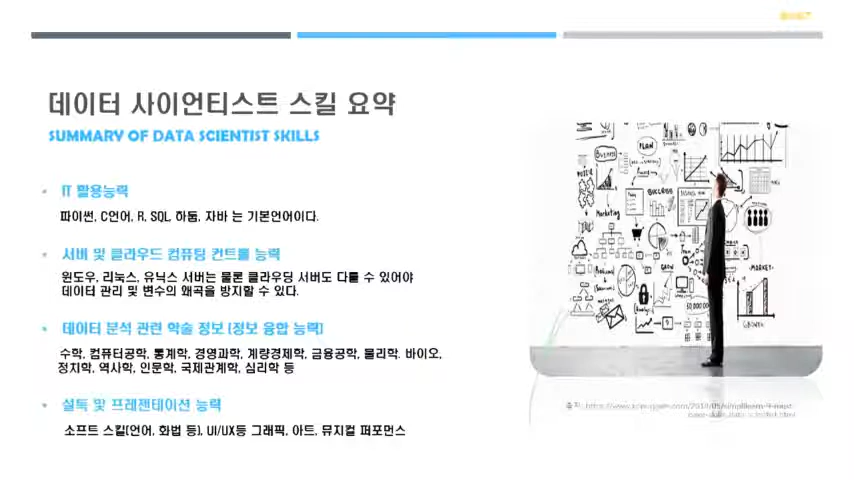 데이터 사이언티스트 스킬 요약
SUMMARY OF DATA SCIENTIST SKILLS
IT 활용능력
파이썬, C언어, R, SQL 하둡, 자바 는 기본언어이다.
서버 및 클라우드 컴퓨팅 컨트롤 능력
윈도우, 리눅스, 유닉스 서버는 물론 클라우딩 서버도 다룰 수 있어야
데이터 관리 및 변수의 왜곡을 방지할 수 있다.
데이터 분석 관련 학술 정보 (정보 융합 능력)
수학, 컴퓨터공학, 통계학, 경영과학, 계량경제학, 금융공학, 물리학. 바이오,
정치학, 역사학, 인문학, 국제관계학, 심리학 등
설득 및 프레젠테이션 능력
소프트 스킬(언어, 화법 등), UI/UX등 그래픽, 아트, 뮤지컬 퍼포먼스
BUSINESS
PLAN
SUCCESS
Marketing
MARKET
GROWTH
출처: